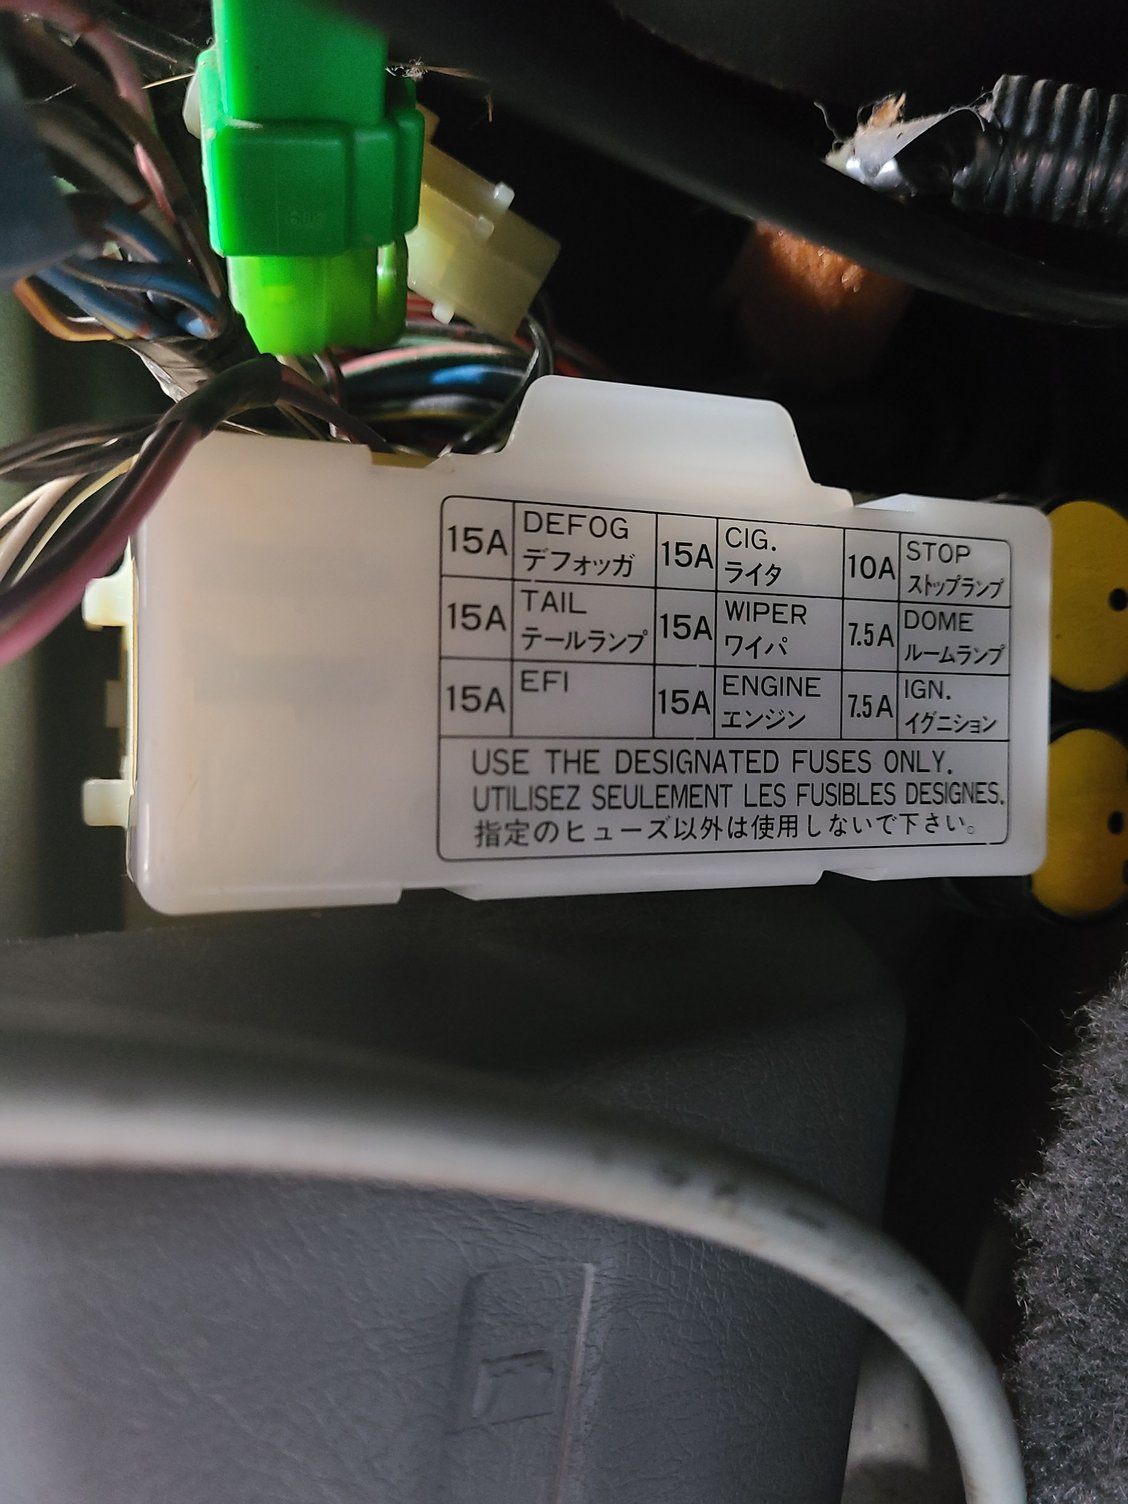 15A DEFOG デフォッガ 15A CIG. ライタ 10A STOP ストップランプ
15A TAIL テールランプ 15A WIPER ワイパ 7.5A DOME ルームランプ
15A EFI 15A ENGINE エンジン 7.5A IGN. イグニション
USE THE DESIGNATED FUSES ONLY.
UTILISEZ SEULEMENT LES FUSIBLES DESIGNES.
指定のヒューズ以外は使用しないで下さい。